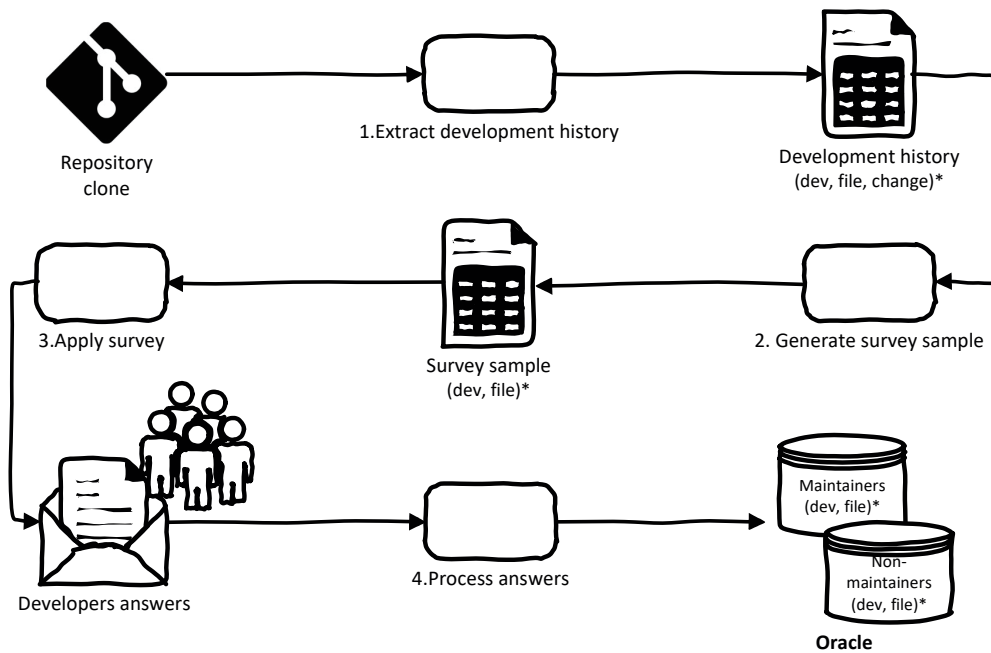 1.Extract development history
Repository
clone
Development history
(dev, file, change)*
3.Apply survey
Survey sample
(dev, file)*
2. Generate survey sample
Developers answers
4.Process answers
Maintainers
(dev, file)*
Non-
maintainers
(dev, file)*
Oracle